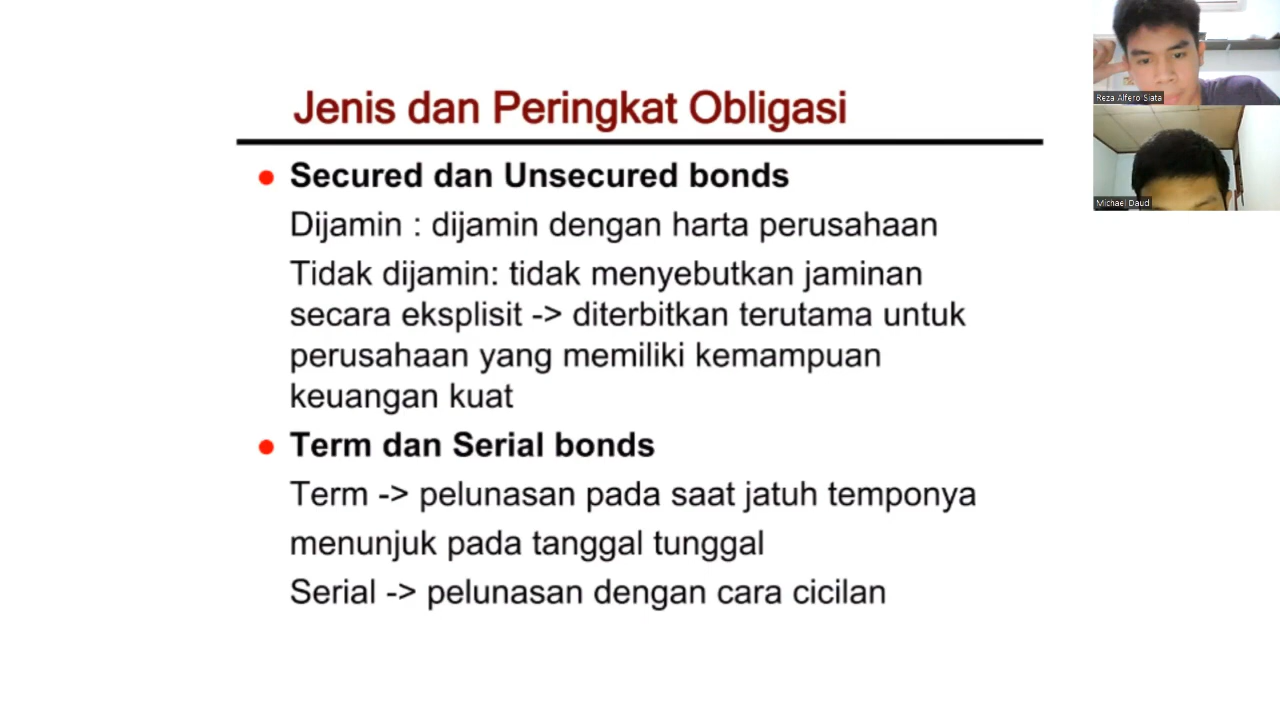 Jenis dan Peringkat Obligasi
Secured dan Unsecured bonds
Dijamin : dijamin dengan harta perusahaan
Tidak dijamin: tidak menyebutkan jaminan
secara eksplisit -> diterbitkan terutama untuk
perusahaan yang memiliki kemampuan
keuangan kuat
Term dan Serial bonds
Term -> pelunasan pada saat jatuh temponya
menunjuk pada tanggal tunggal
Serial -> pelunasan dengan cara cicilan
Reza Alfero Siata
Michael Daud